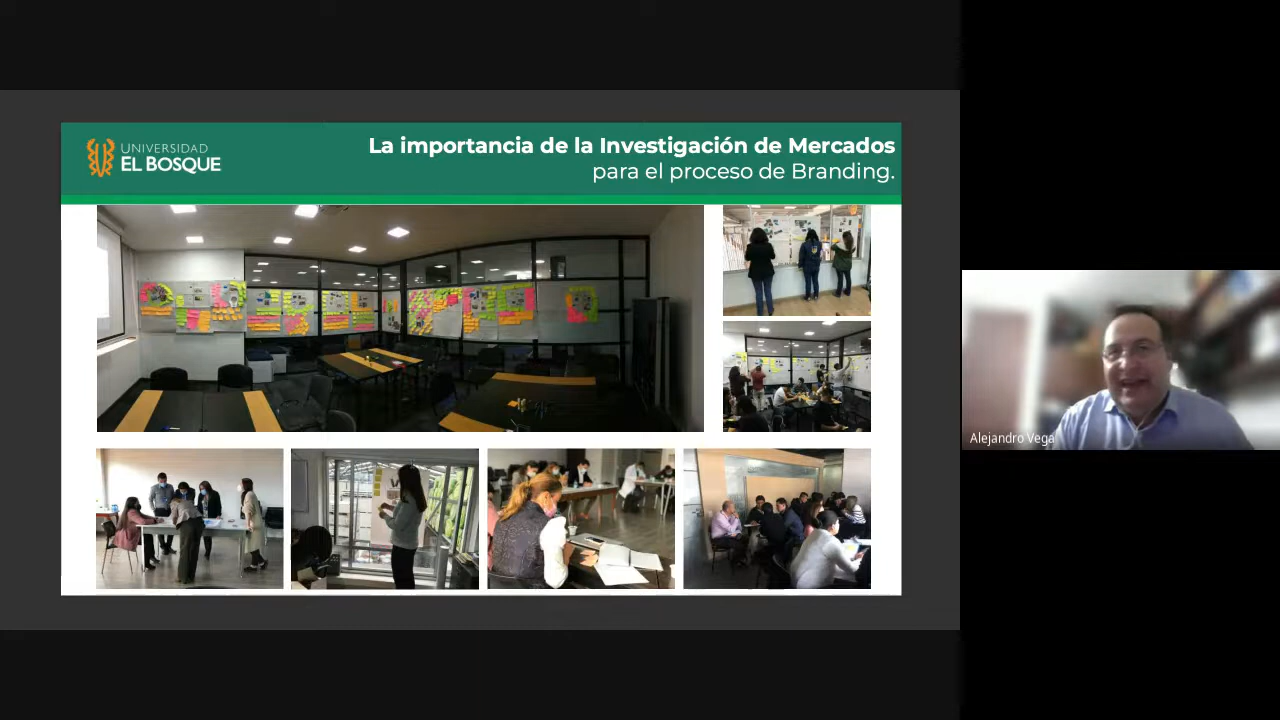 UNIVERSIDAD
EL BOSQUE
La importancia de la Investigación de Mercados
para el proceso de Branding.
Alejandro Vega